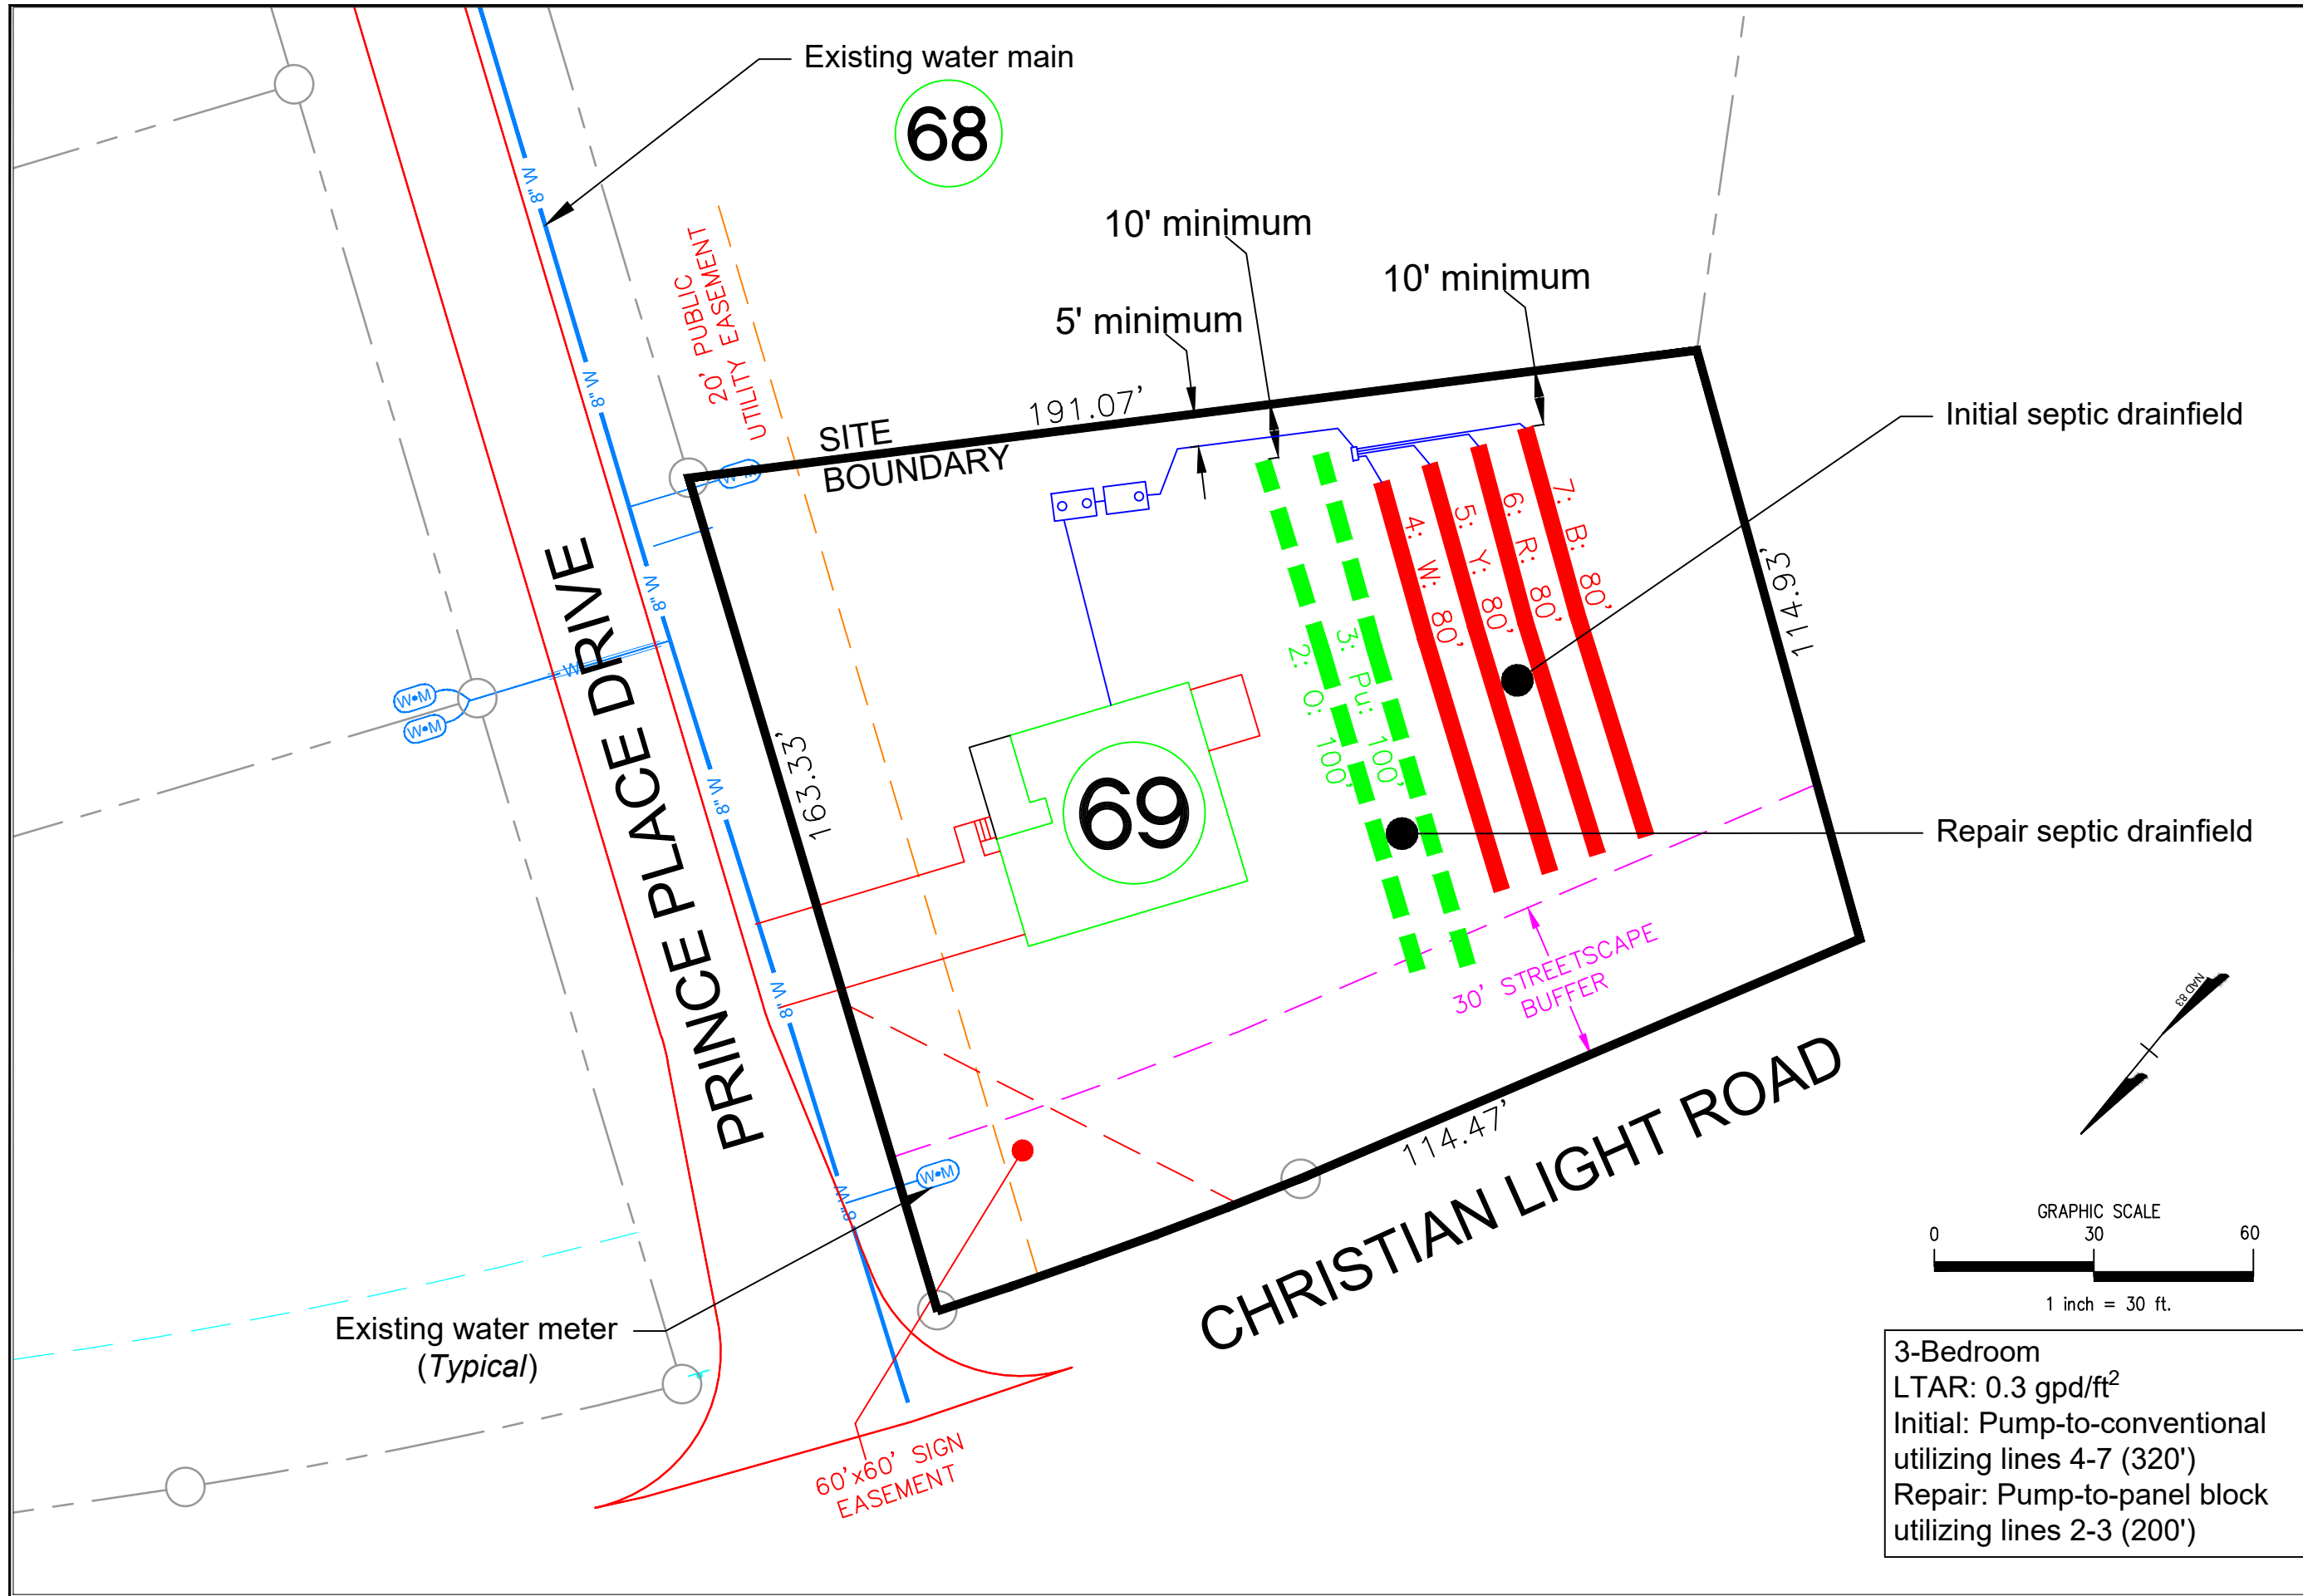 Existing water main
68
8" W
8" W
8" W
8" W
8" W
8" W
20' PUBLIC
UTILITY EASEMENT
10' minimum
10' minimum
5' minimum
191.07'
SITE
BOUNDARY
W•M
Initial septic drainfield
4: W: 80'
5: Y: 80'
6: R: 80'
7: B: 80'
2: O: 100'
3: Pu: 100'
114.93'
PRINCE PLACE DRIVE
W
W•M
W•M
163.33'
69
Repair septic drainfield
30' STREETSCAPE
BUFFER
NAD 83
CHRISTIAN LIGHT ROAD
114.47'
W•M
Existing water meter
(Typical)
60'x60' SIGN
EASEMENT
GRAPHIC SCALE
0 30 60
1 inch = 30 ft.
3-Bedroom
LTAR: 0.3 gpd/ft²
Initial: Pump-to-conventional
utilizing lines 4-7 (320')
Repair: Pump-to-panel block
utilizing lines 2-3 (200')